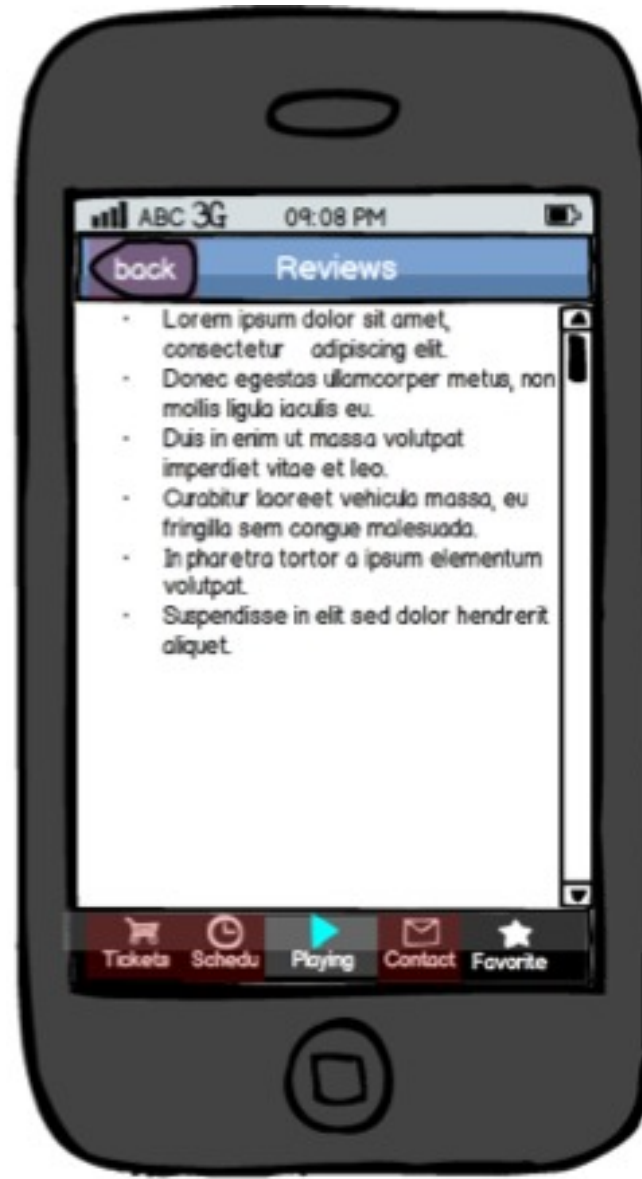 ABC 3G 09:08 PM
back Reviews
- Lorem ipsum dolor sit amet,
consectetur adipiscing elit.
- Donec egestas ullamcorper metus, non
mollis ligula iaculis eu.
- Duis in enim ut massa volutpat
imperdiet vitae et leo.
- Curabitur laoreet vehicula massa, eu
fringilla sem congue malesuada.
- In pharetra tortor a ipsum elementum
volutpat.
- Suspendisse in elit sed dolor hendrerit
aliquet.
Tickets Schedu Playing Contact Favorite